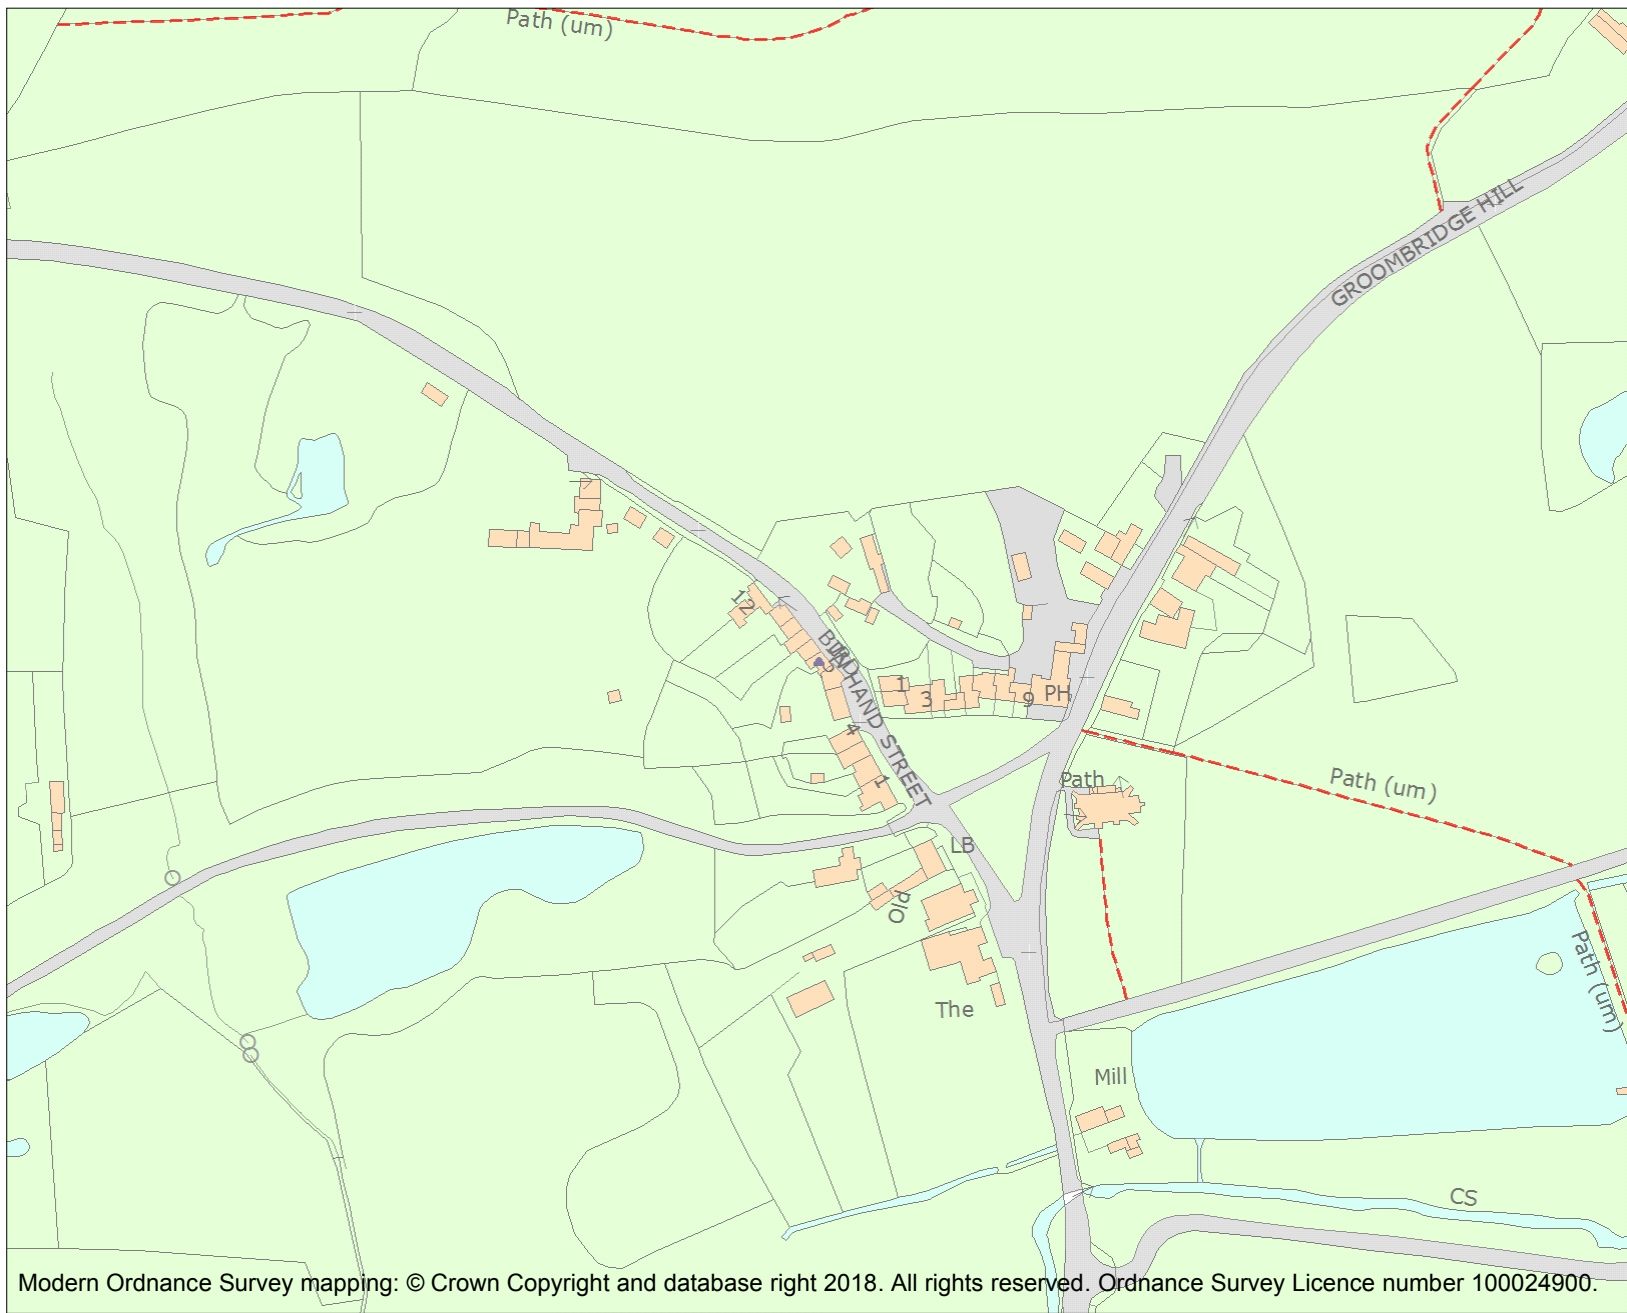 Path (um)
GROOMBRIDGE HILL
7
12
BIRD IN HAND STREET
1
3
9
PH
4
1
Path
Path (um)
LB
Old
Path (um)
The
Mill
CS
Modern Ordnance Survey mapping: © Crown Copyright and database right 2018. All rights reserved. Ordnance Survey Licence number 100024900.